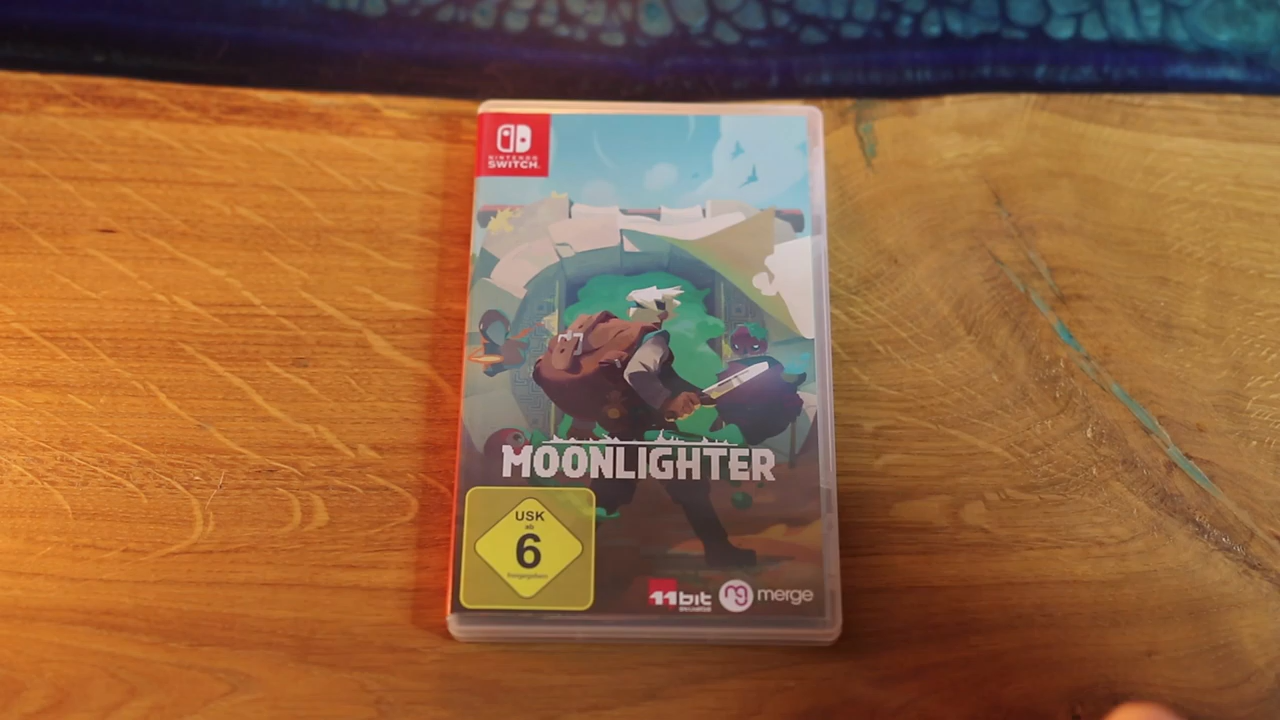 NINTENDO
SWITCH
MOONLIGHTER
USK
ab
6
freigegeben
11bit
studios
merge